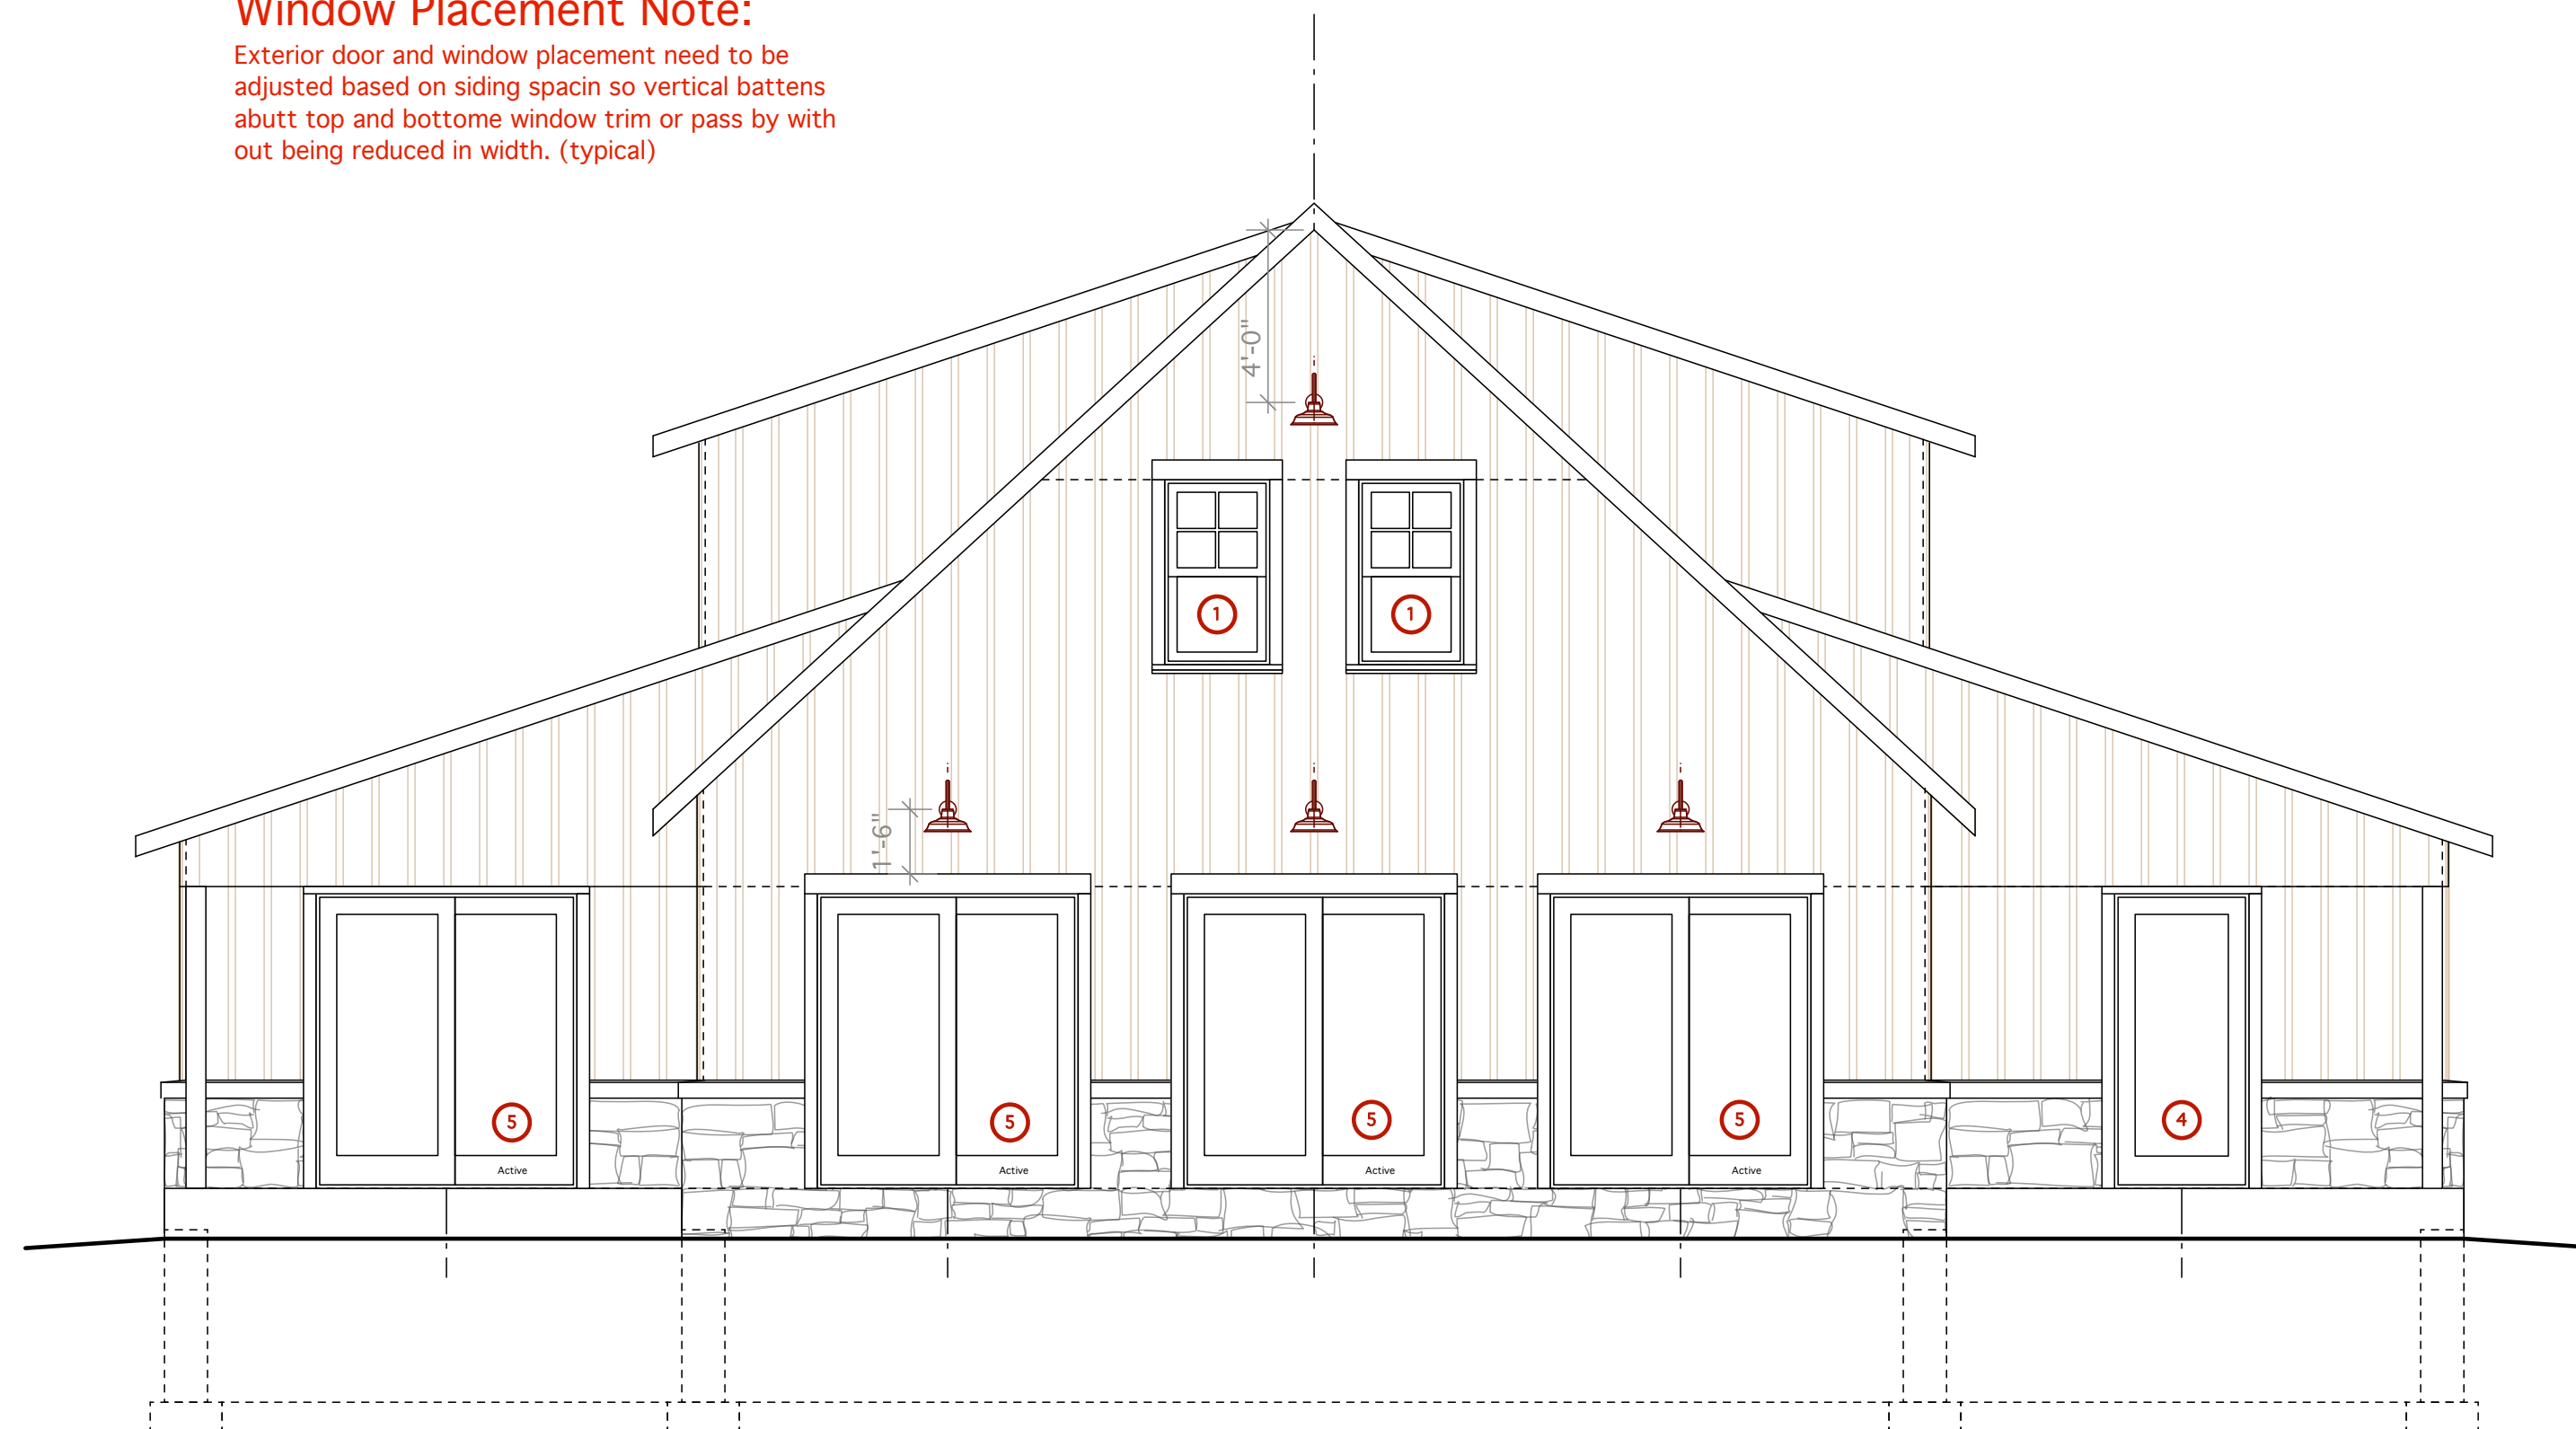 Window Placement Note:
Exterior door and window placement need to be
adjusted based on siding spacin so vertical battens
abutt top and bottome window trim or pass by with
out being reduced in width. (typical)
4'-0"
1
1
1'-6"
5
5
5
5
4
Active
Active
Active
Active